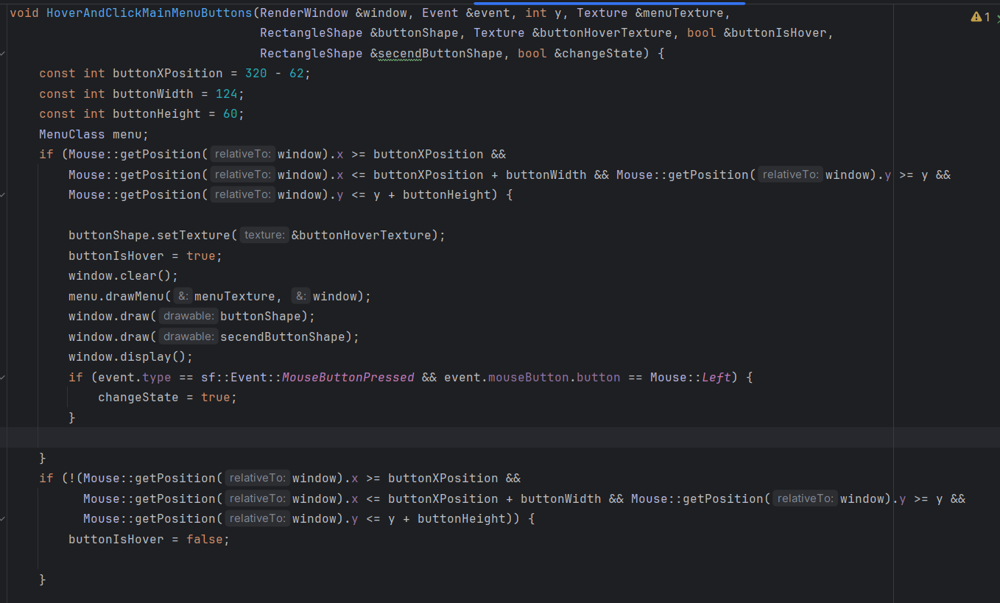 void HoverAndClickMainMenuButtons(RenderWindow &window, Event &event, int y, Texture &menuTexture,
1
RectangleShape &buttonShape, Texture &buttonHoverTexture, bool &buttonIsHover,
RectangleShape &secendButtonShape, bool &changeState) {
const int buttonXPosition = 320 - 62;
const int buttonWidth = 124;
const int buttonHeight = 60;
MenuClass menu;
if (Mouse::getPosition( relativeTo: window).x >= buttonXPosition &&
Mouse::getPosition( relativeTo: window).x <= buttonXPosition + buttonWidth && Mouse::getPosition( relativeTo: window).y >= y &&
Mouse::getPosition( relativeTo: window).y <= y + buttonHeight) {
buttonShape.setTexture( texture: &buttonHoverTexture);
buttonIsHover = true;
window.clear();
menu.drawMenu( &: menuTexture, &: window);
window.draw( drawable: buttonShape);
window.draw( drawable: secendButtonShape);
window.display();
if (event.type == sf::Event::MouseButtonPressed && event.mouseButton.button == Mouse::Left) {
changeState = true;
}
}
if (!(Mouse::getPosition( relativeTo: window).x >= buttonXPosition &&
Mouse::getPosition( relativeTo: window).x <= buttonXPosition + buttonWidth && Mouse::getPosition( relativeTo: window).y >= y &&
Mouse::getPosition( relativeTo: window).y <= y + buttonHeight)) {
buttonIsHover = false;
}